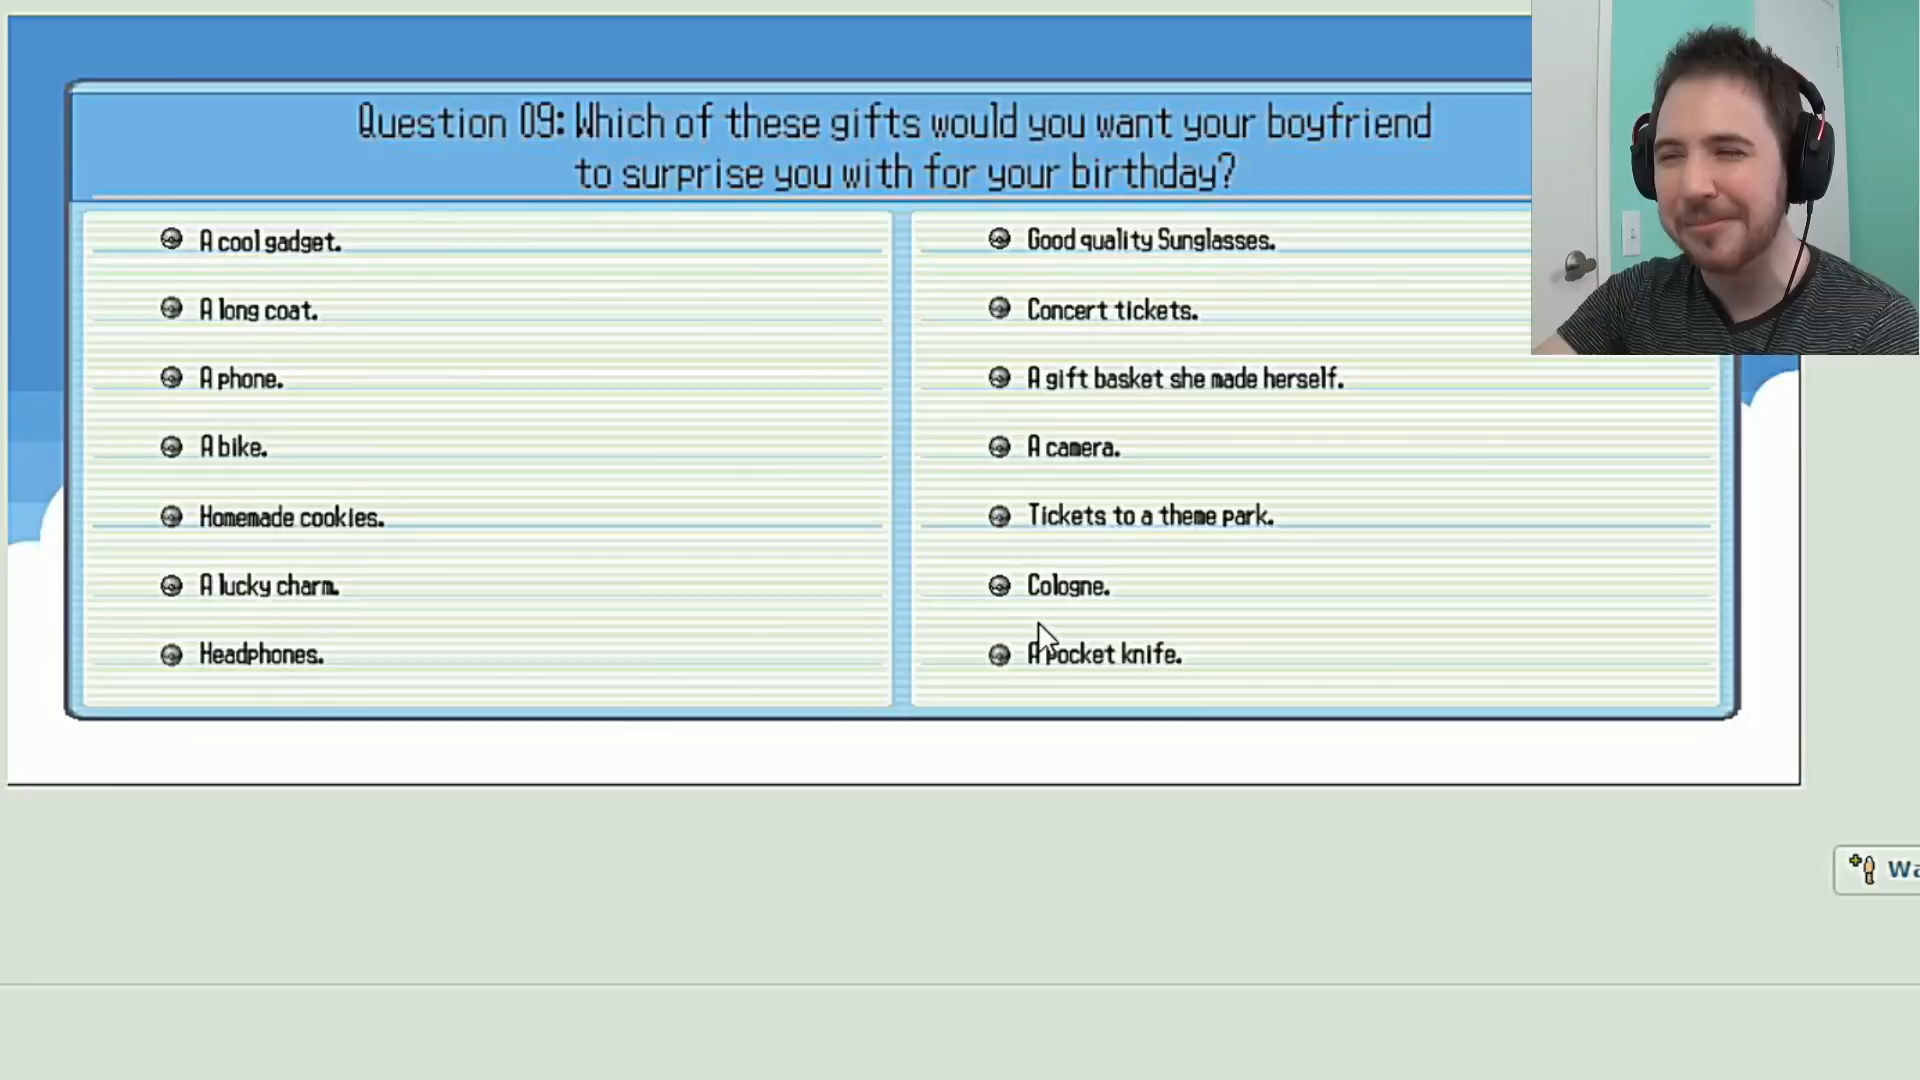 Question 09: Which of these gifts would you want your boyfriend
to surprise you with for your birthday?
A cool gadget.
A long coat.
A phone.
A bike.
Homemade cookies.
A lucky charm.
Headphones.
Good quality Sunglasses.
Concert tickets.
A gift basket she made herself.
A camera.
Tickets to a theme park.
Cologne.
A pocket knife.